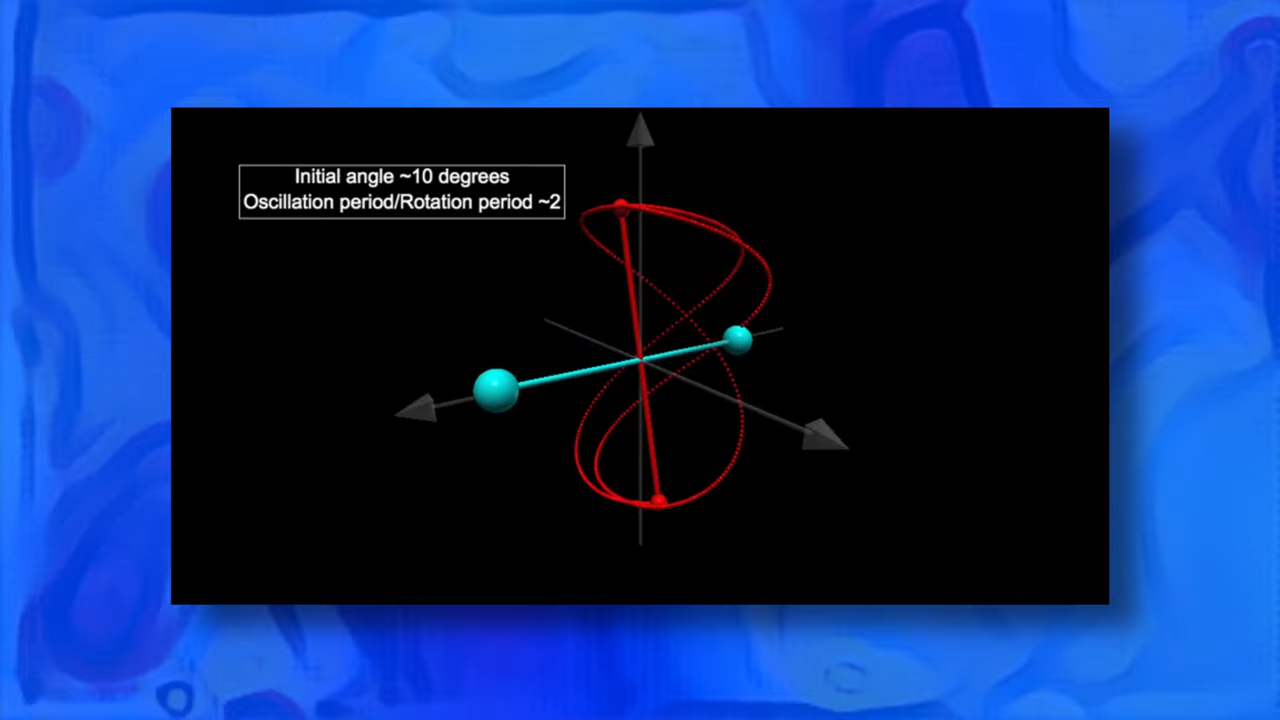 Initial angle ~10 degrees
Oscillation period/Rotation period ~2